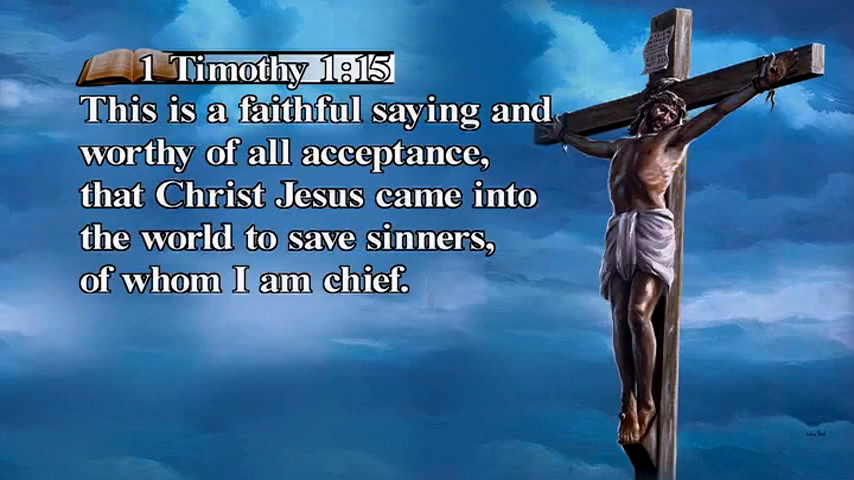 1 Timothy 1:15
This is a faithful saying and
worthy of all acceptance,
that Christ Jesus came into
the world to save sinners,
of whom I am chief.